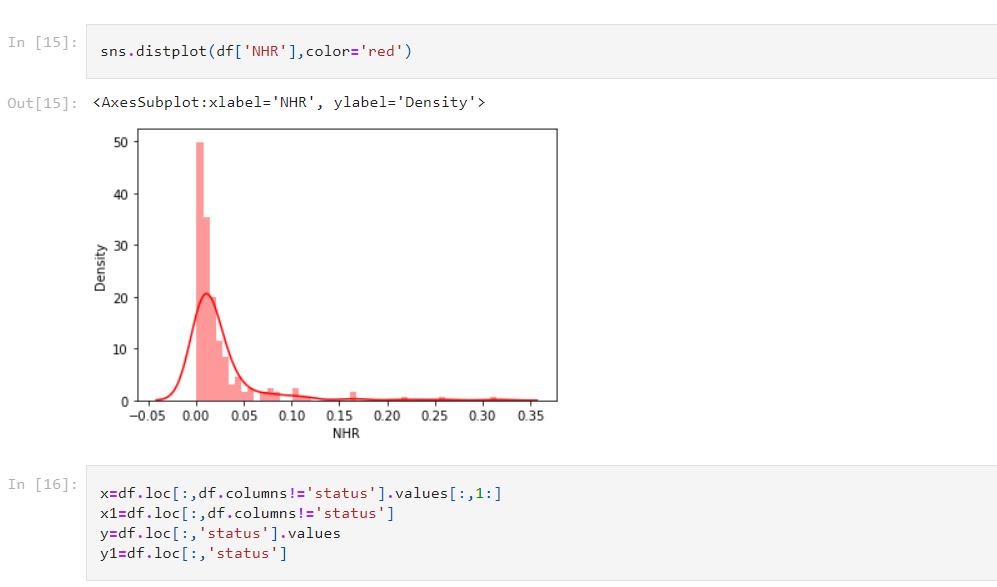 In [15]:
sns.distplot(df['NHR'],color='red')
Out[15]:
<AxesSubplot:xlabel='NHR', ylabel='Density'>
50
40
30
20
10
0
Density
−0.05 0.00 0.05 0.10 0.15 0.20 0.25 0.30 0.35
NHR
In [16]:
x=df.loc[:,df.columns!='status'].values[:,1:]
x1=df.loc[:,df.columns!='status']
y=df.loc[:,'status'].values
y1=df.loc[:,'status']